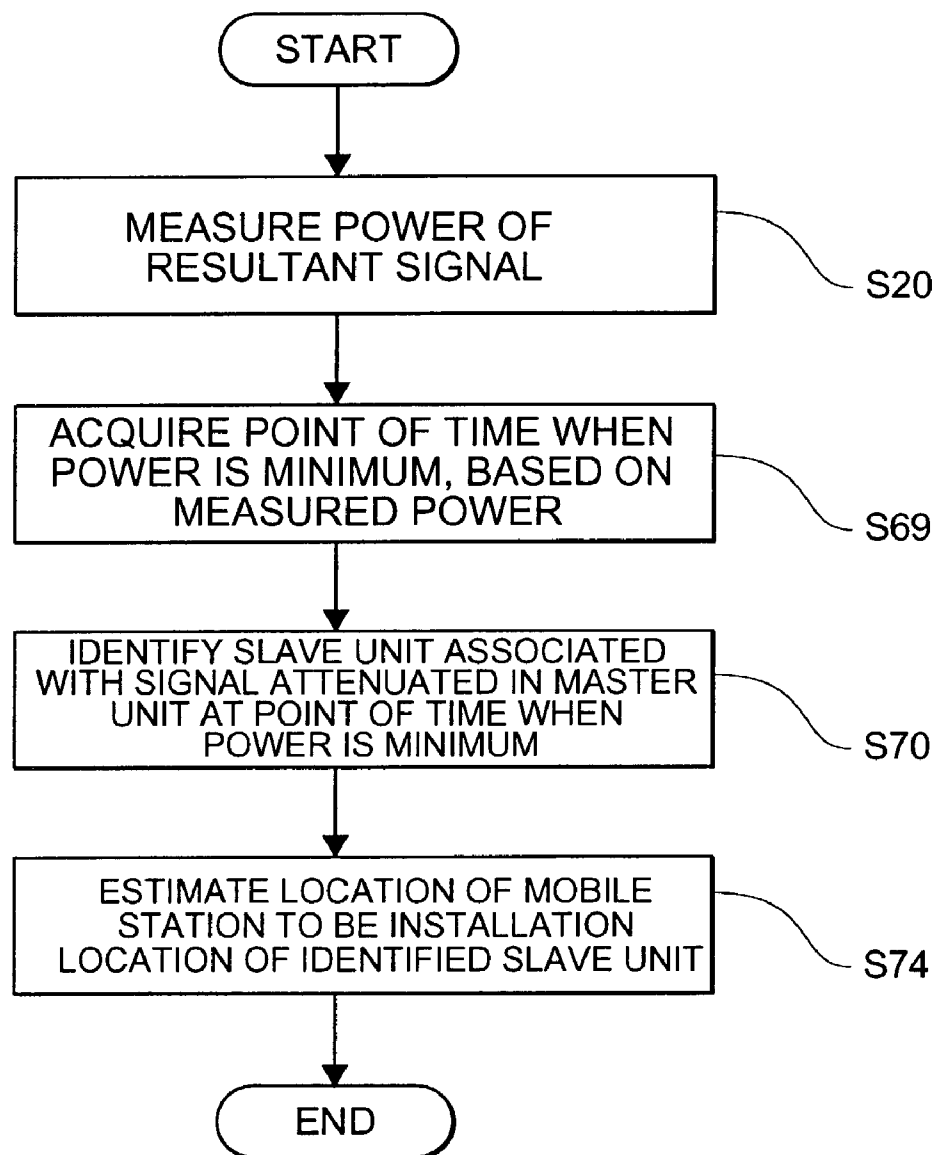 START
MEASURE POWER OF
RESULTANT SIGNAL
S20
ACQUIRE POINT OF TIME WHEN
POWER IS MINIMUM, BASED ON
MEASURED POWER
S69
IDENTIFY SLAVE UNIT ASSOCIATED
WITH SIGNAL ATTENUATED IN MASTER
UNIT AT POINT OF TIME WHEN
POWER IS MINIMUM
S70
ESTIMATE LOCATION OF MOBILE
STATION TO BE INSTALLATION
LOCATION OF IDENTIFIED SLAVE UNIT
S74
END